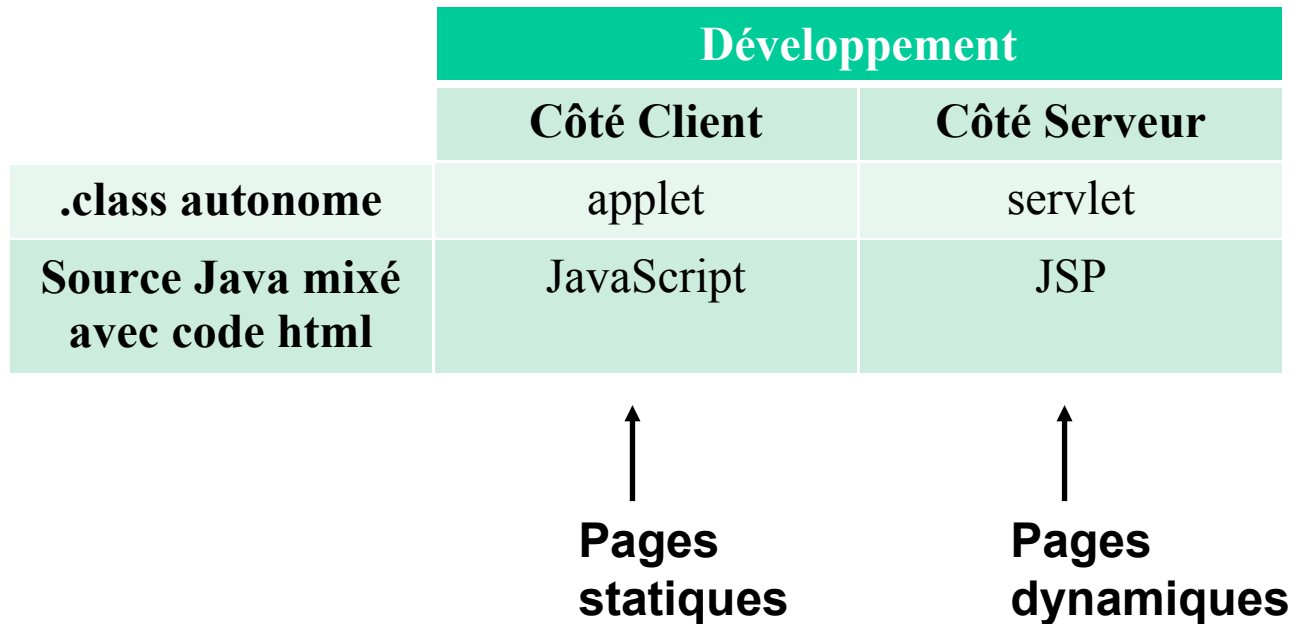 Développement
Côté Client Côté Serveur
.class autonome applet servlet
Source Java mixé JavaScript JSP
avec code html
Pages Pages
statiques dynamiques